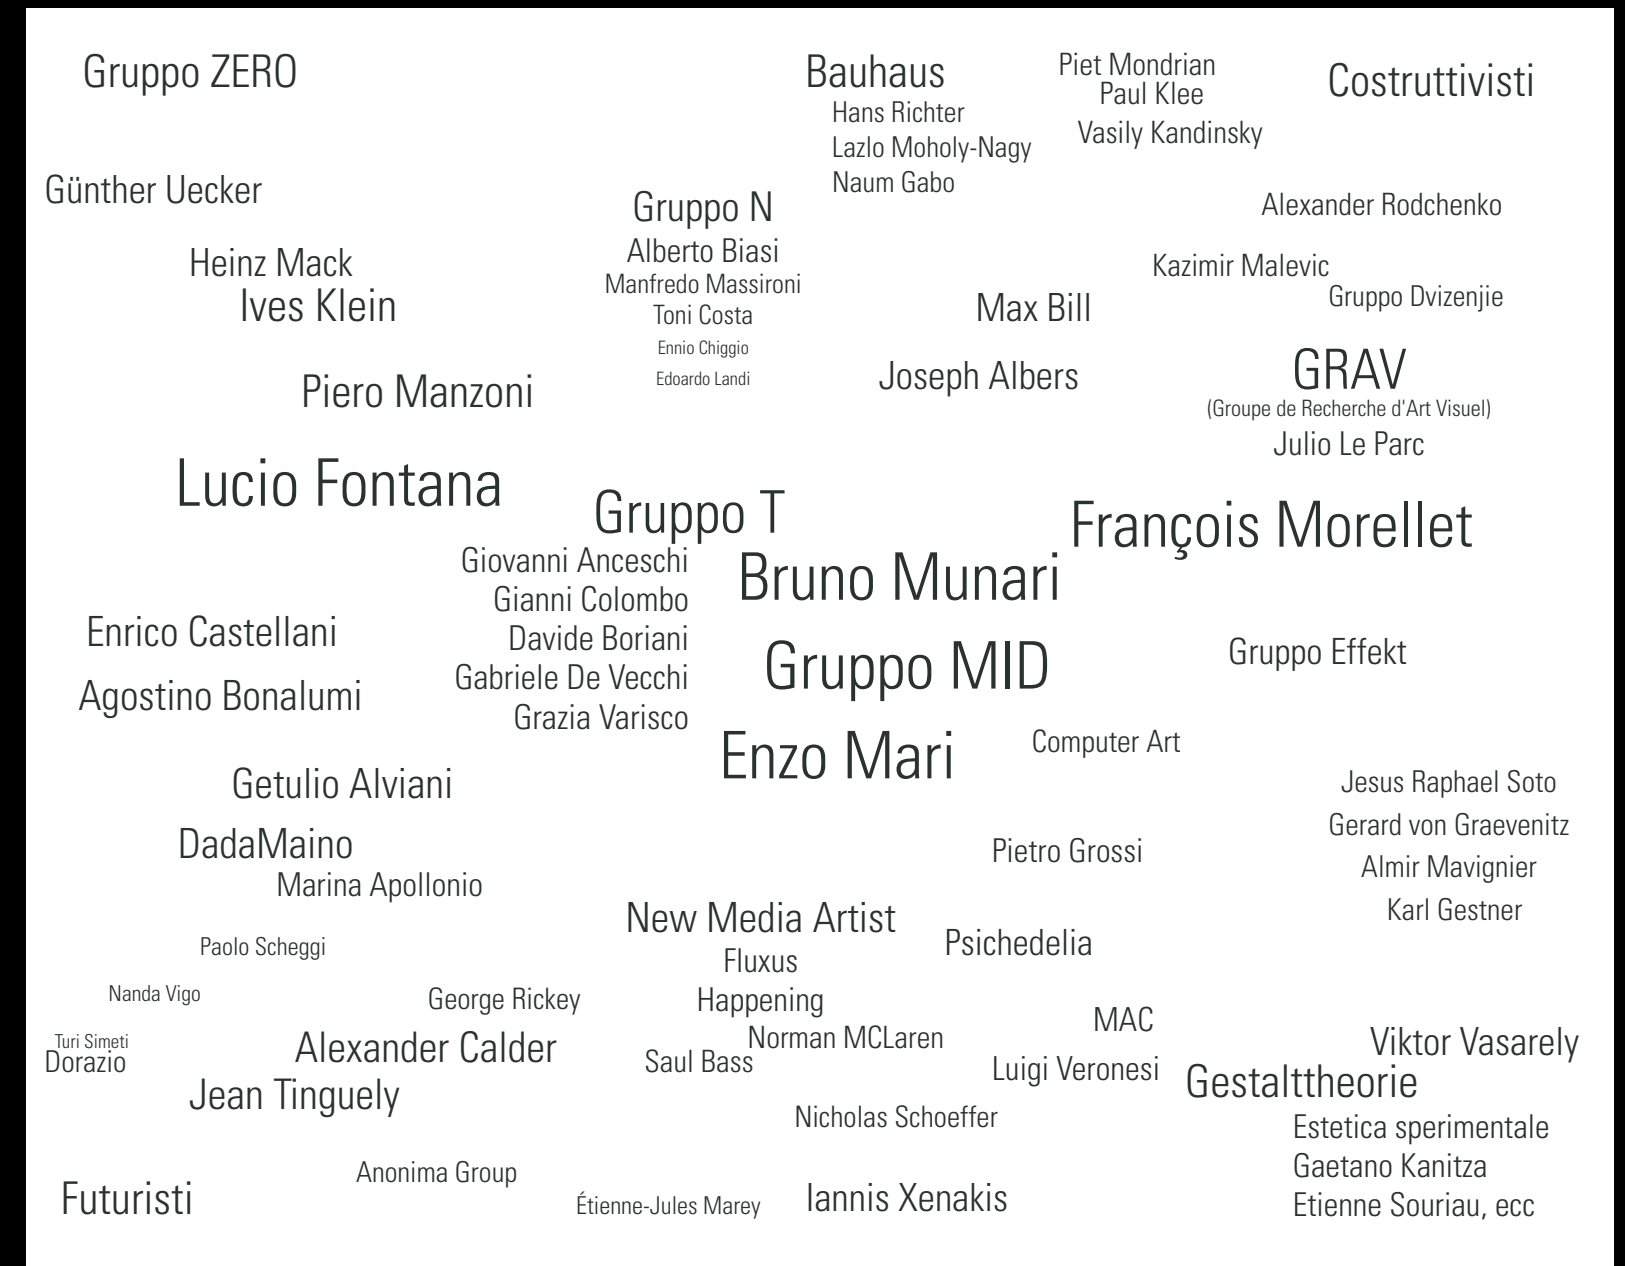 Gruppo ZERO
Bauhaus
Hans Richter
Lazlo Moholy-Nagy
Naum Gabo
Piet Mondrian
Paul Klee
Vasily Kandinsky
Costruttivisti
Günther Uecker
Gruppo N
Alberto Biasi
Manfredo Massironi
Toni Costa
Ennio Chiggio
Edoardo Landi
Alexander Rodchenko
Heinz Mack
Ives Klein
Kazimir Malevic
Gruppo Dvizenjie
Max Bill
Joseph Albers
Piero Manzoni
GRAV
(Groupe de Recherche d'Art Visuel)
Julio Le Parc
Lucio Fontana
Gruppo T
Giovanni Anceschi
Gianni Colombo
Davide Boriani
Gabriele De Vecchi
Grazia Varisco
François Morellet
Bruno Munari
Gruppo MID
Enzo Mari
Enrico Castellani
Agostino Bonalumi
Gruppo Effekt
Computer Art
Getulio Alviani
DadaMaino
Marina Apollonio
Jesus Raphael Soto
Gerard von Graevenitz
Almir Mavignier
Karl Gestner
Pietro Grossi
New Media Artist
Fluxus
Happening
Norman MCLaren
Saul Bass
Psichedelia
Paolo Scheggi
Nanda Vigo
Turi Simeti
Dorazio
George Rickey
Alexander Calder
Jean Tinguely
MAC
Luigi Veronesi
Viktor Vasarely
Gestalttheorie
Estetica sperimentale
Gaetano Kanitza
Etienne Souriau, ecc
Nicholas Schoeffer
Anonima Group
Futuristi
Étienne-Jules Marey
Iannis Xenakis